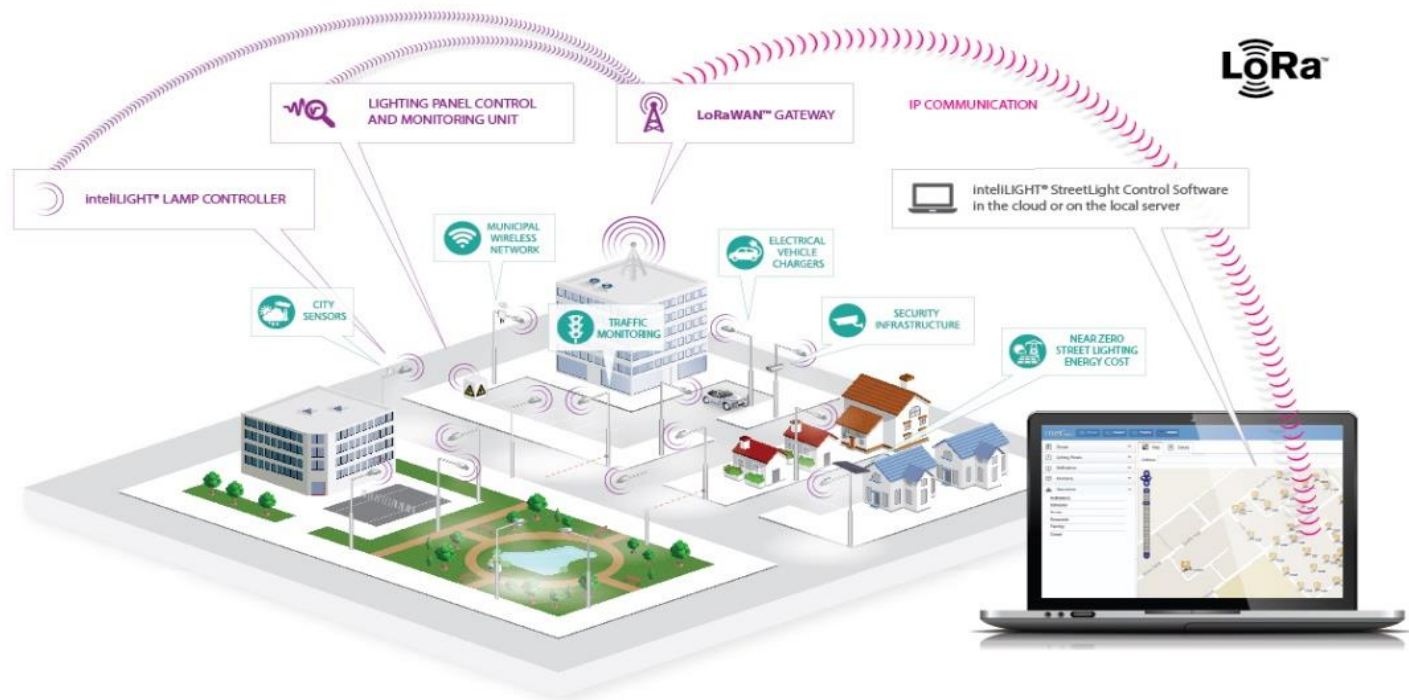 LoRa™
LIGHTING PANEL CONTROL
AND MONITORING UNIT
LoRaWAN™ GATEWAY
IP COMMUNICATION
inteliLIGHT® LAMP CONTROLLER
inteliLIGHT® StreetLight Control Software
in the cloud or on the local server
MUNICIPAL
WIRELESS
NETWORK
ELECTRICAL
VEHICLE
CHARGERS
CITY
SENSORS
TRAFFIC
MONITORING
SECURITY
INFRASTRUCTURE
NEAR ZERO
STREET LIGHTING
ENERGY COST